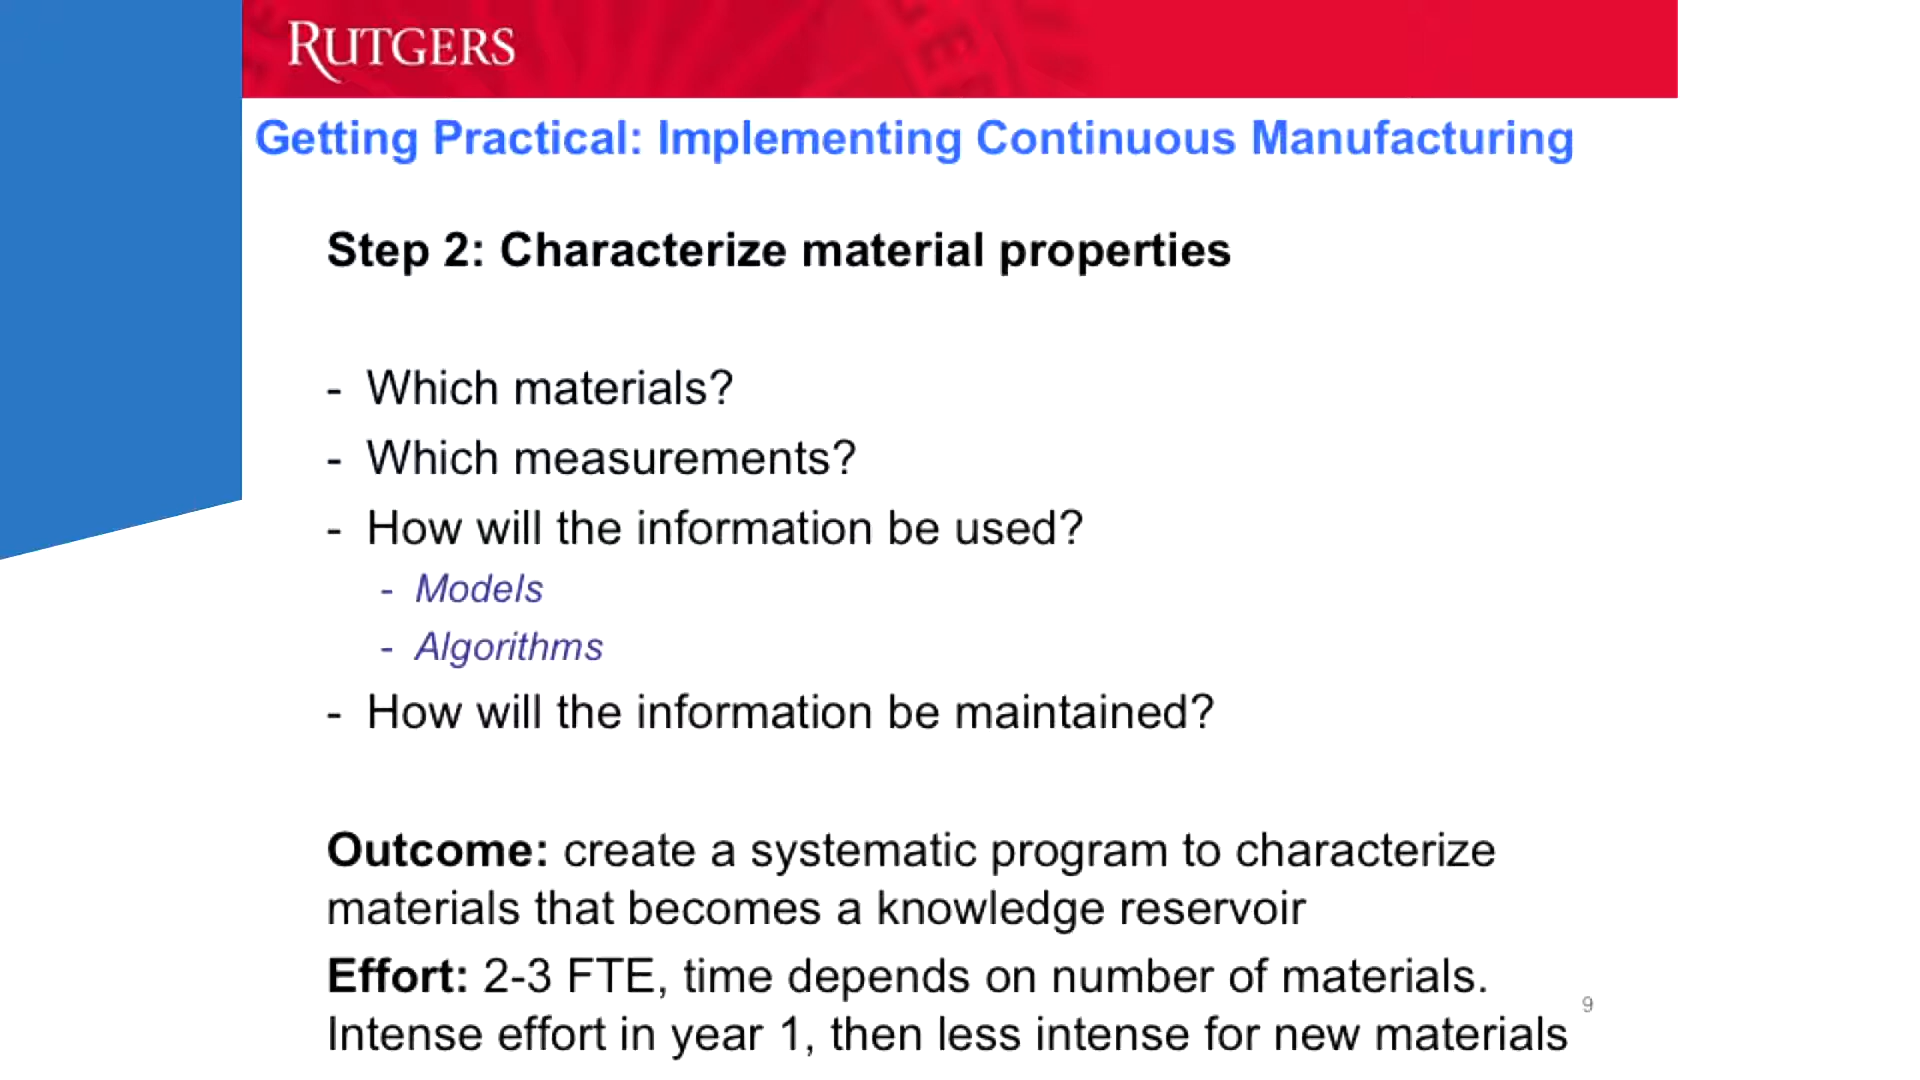 RUTGERS
Getting Practical: Implementing Continuous Manufacturing
Step 2: Characterize material properties
- Which materials?
- Which measurements?
- How will the information be used?
- Models
- Algorithms
- How will the information be maintained?
Outcome: create a systematic program to characterize
materials that becomes a knowledge reservoir
Effort: 2-3 FTE, time depends on number of materials.
9
Intense effort in year 1, then less intense for new materials